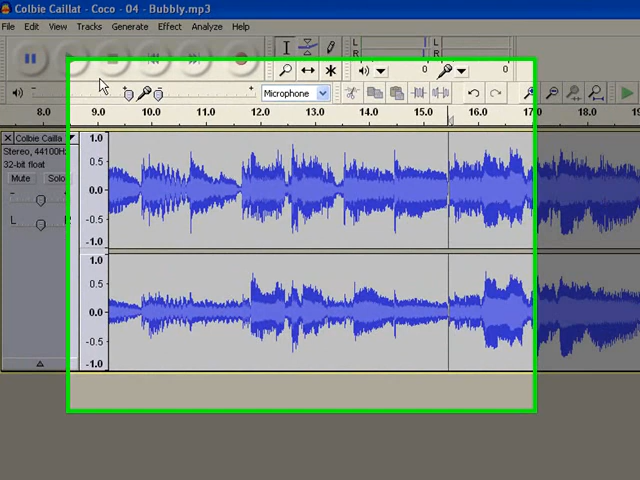 Colbie Caillat - Coco - 04 - Bubbly.mp3
File Edit View Tracks Generate Effect Analyze Help
L
R
L
R
0
0
Microphone
8.0 9.0 10.0 11.0 12.0 13.0 14.0 15.0 16.0 17.0 18.0
Colbie Cailla
Stereo, 44100Hz
32-bit float
Mute Solo
L R
1.0
0.5
0.0
-0.5
-1.0
1.0
0.5
0.0
-0.5
-1.0